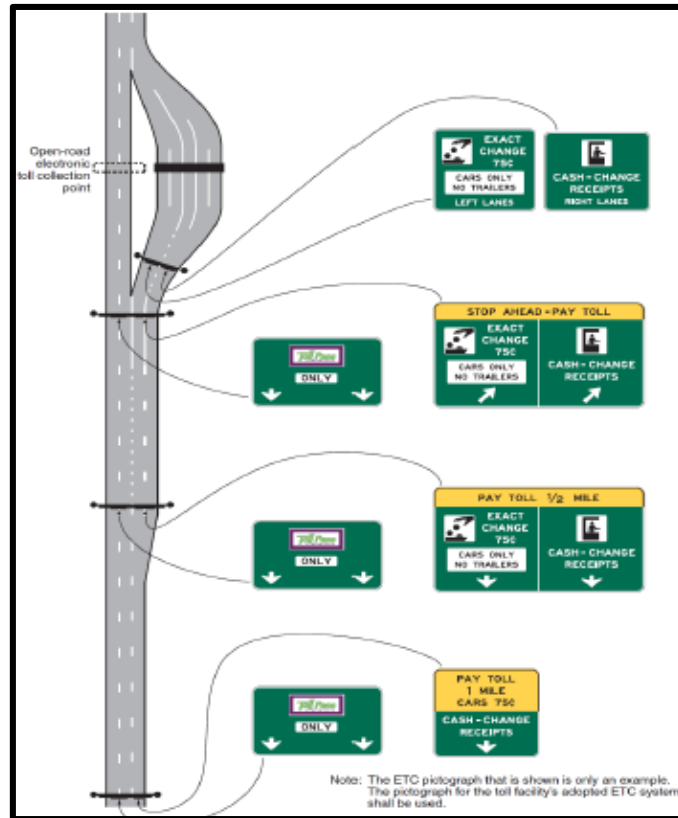 Open-road
electronic
toll collection
point
EXACT
CHANGE
75¢
CARS ONLY
NO TRAILERS
LEFT LANES
CASH-CHANGE
RECEIPTS
RIGHT LANES
STOP AHEAD-PAY TOLL
EXACT
CHANGE
75¢
CARS ONLY
NO TRAILERS
CASH-CHANGE
RECEIPTS
ONLY
PAY TOLL 1/2 MILE
EXACT
CHANGE
75¢
CARS ONLY
NO TRAILERS
CASH-CHANGE
RECEIPTS
ONLY
PAY TOLL
1 MILE
CARS 75¢
CASH-CHANGE
RECEIPTS
ONLY
Note: The ETC pictograph that is shown is only an example.
The pictograph for the toll facility's adopted ETC system
shall be used.